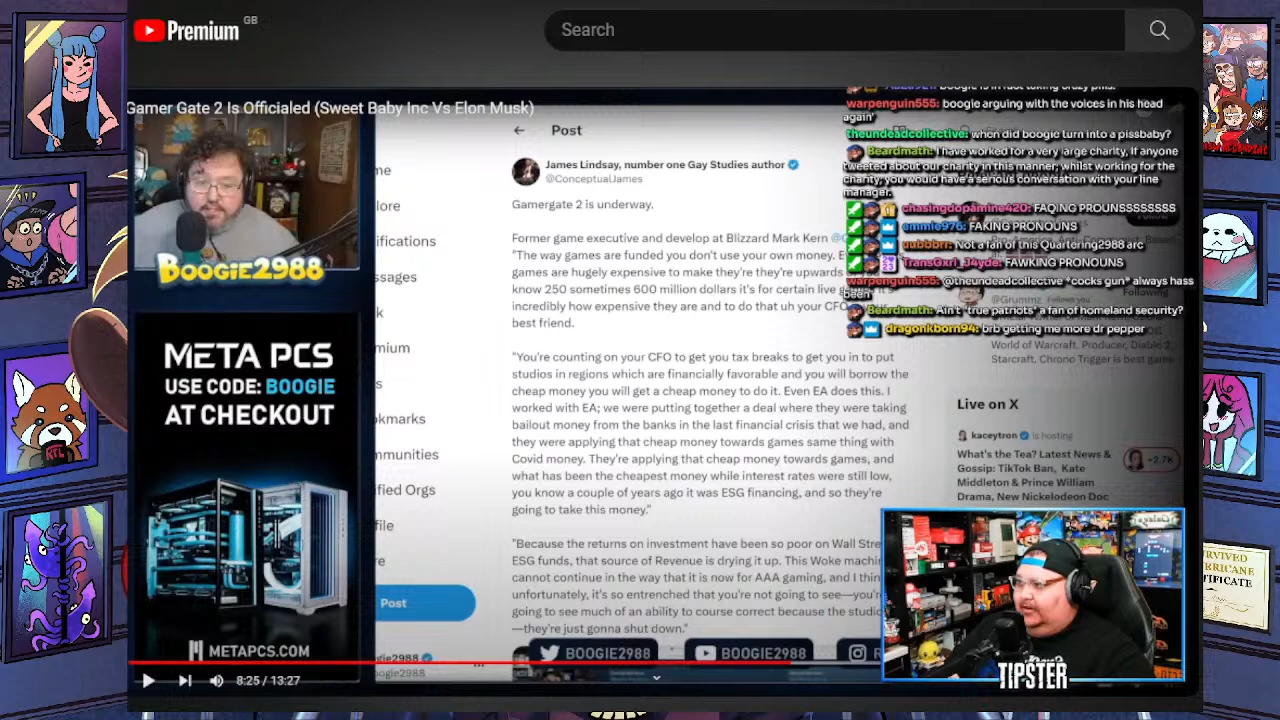 Premium
GB
Search
Gamer Gate 2 Is Officialed (Sweet Baby Inc Vs Elon Musk)
BOOGIE2988
META PCS
USE CODE: BOOGIE
AT CHECKOUT
METAPCS.COM
8:25 / 13:27
me
lore
ifications
ssages
k
mium
s
kmarks
munities
ified Orgs
file
re
Post
gie2988
oogie2988
Post
James Lindsay, number one Gay Studies author
@ConceptualJames
Gamergate 2 is underway.
Former game executive and develop at Blizzard Mark Kern
"The way games are funded you don't use your own money.
games are hugely expensive to make they're they're upwards
know 250 sometimes 600 million dollars it's for certain live
incredibly how expensive they are and to do that uh your CFO
best friend.
"You're counting on your CFO to get you tax breaks to get you in to put
studios in regions which are financially favorable and you will borrow the
cheap money you will get a cheap money to do it. Even EA does this. I
worked with EA; we were putting together a deal where they were taking
bailout money from the banks in the last financial crisis that we had, and
they were applying that cheap money towards games same thing with
Covid money. They're applying that cheap money towards games, and
what has been the cheapest money while interest rates were still low,
you know a couple of years ago it was ESG financing, and so they're
going to take this money."
"Because the returns on investment have been so poor on Wall Stre
ESG funds, that source of Revenue is drying it up. This Woke machin
cannot continue in the way that it is now for AAA gaming, and I thin
unfortunately, it's so entrenched that you're not going to see—you'r
going to see much of an ability to course correct because the studio
—they're just gonna shut down."
BOOGIE2988
BOOGIE2988
warpenguin555: boogie arguing with the voices in his head
again'
theundeadcollective: when did boogie turn into a pissbaby?
Beardmath: I have worked for a very large charity, if anyone
tweeted about our charity in this manner; whilst working for the
charity; you would have a serious conversation with your line
manager.
chasingdopamine420: FAQING PROUNSSSSSSSS
emmie976: FAKING PRONOUNS
uubbbrr: Not a fan of this Quartering2988 arc
TransGxrl_J4yde: FAWKING PRONOUNS
warpenguin555: @theundeadcollective *cocks gun* always hass
been
Beardmath: Ain't "true patriots" a fan of homeland security?
dragonkborn94: brb getting me more dr pepper
World of Warcraft. Producer, Diablo 2,
Starcraft. Chrono Trigger is best game
Live on X
kaceytron is hosting
What's the Tea? Latest News &
Gossip: TikTok Ban, Kate
Middleton & Prince William
Drama, New Nickelodeon Doc
+2.7K
TIPSTER